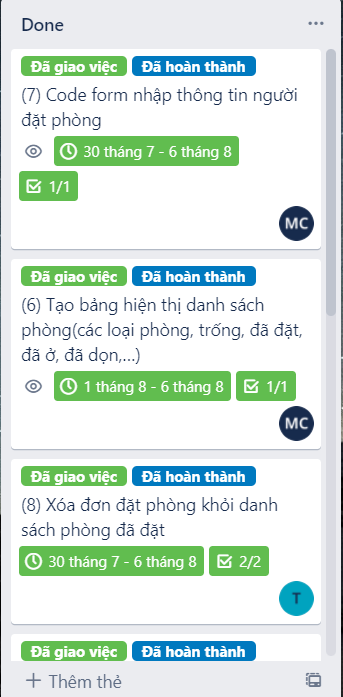 Done
Đã giao việc Đã hoàn thành
(7) Code form nhập thông tin người
đặt phòng
30 tháng 7 - 6 tháng 8
1/1
MC
Đã giao việc Đã hoàn thành
(6) Tạo bảng hiện thị danh sách
phòng(các loại phòng, trống, đã đặt,
đã ở, đã dọn,...)
1 tháng 8 - 6 tháng 8 1/1
MC
Đã giao việc Đã hoàn thành
(8) Xóa đơn đặt phòng khỏi danh
sách phòng đã đặt
30 tháng 7 - 6 tháng 8 2/2
T
Đã giao việc Đã hoàn thành
+ Thêm thẻ